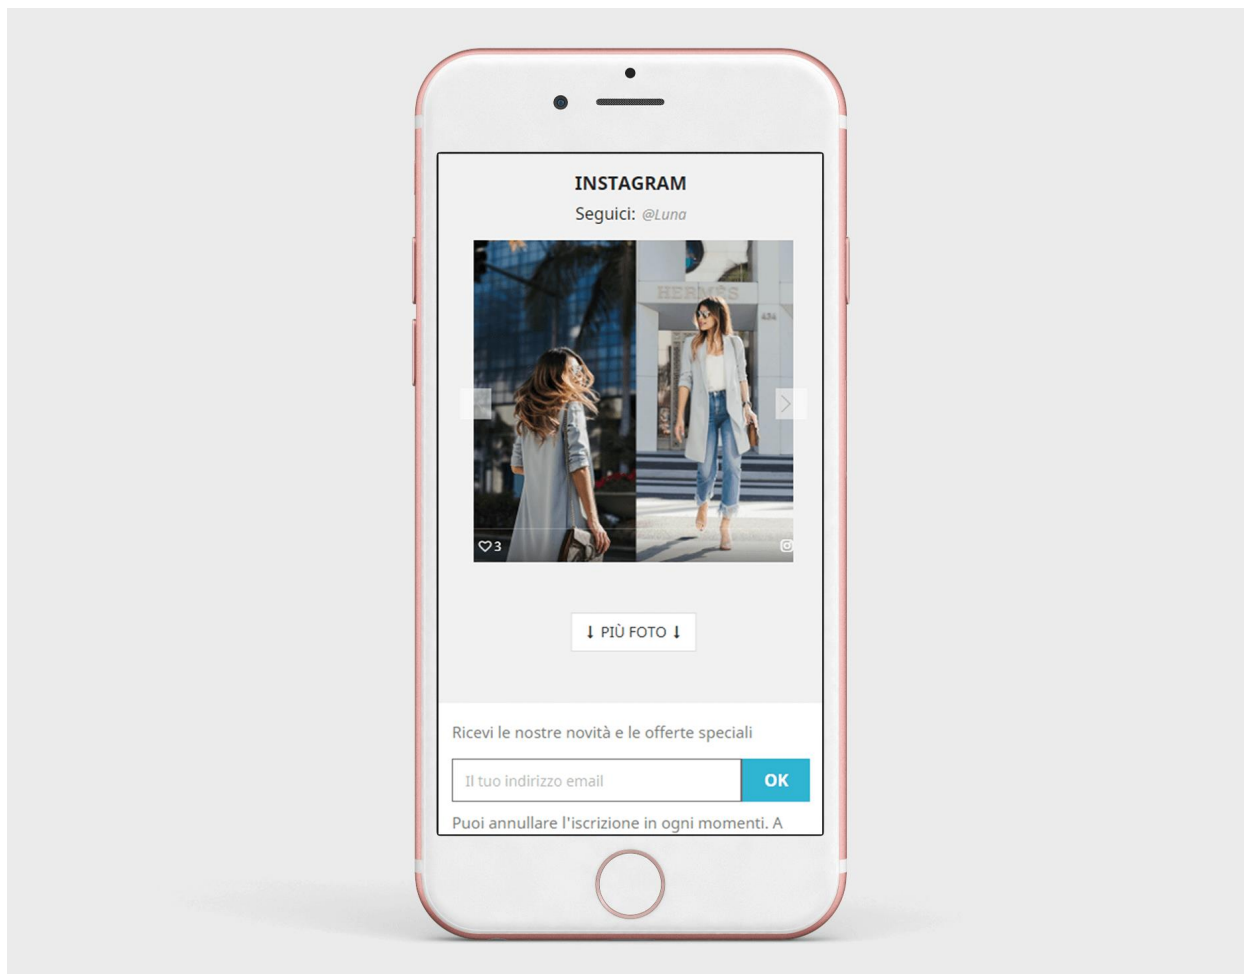 INSTAGRAM
Seguici: @Luna
HERMÈS
434
3
↓ PIÙ FOTO ↓
Ricevi le nostre novità e le offerte speciali
Il tuo indirizzo email
OK
Puoi annullare l'iscrizione in ogni momenti. A